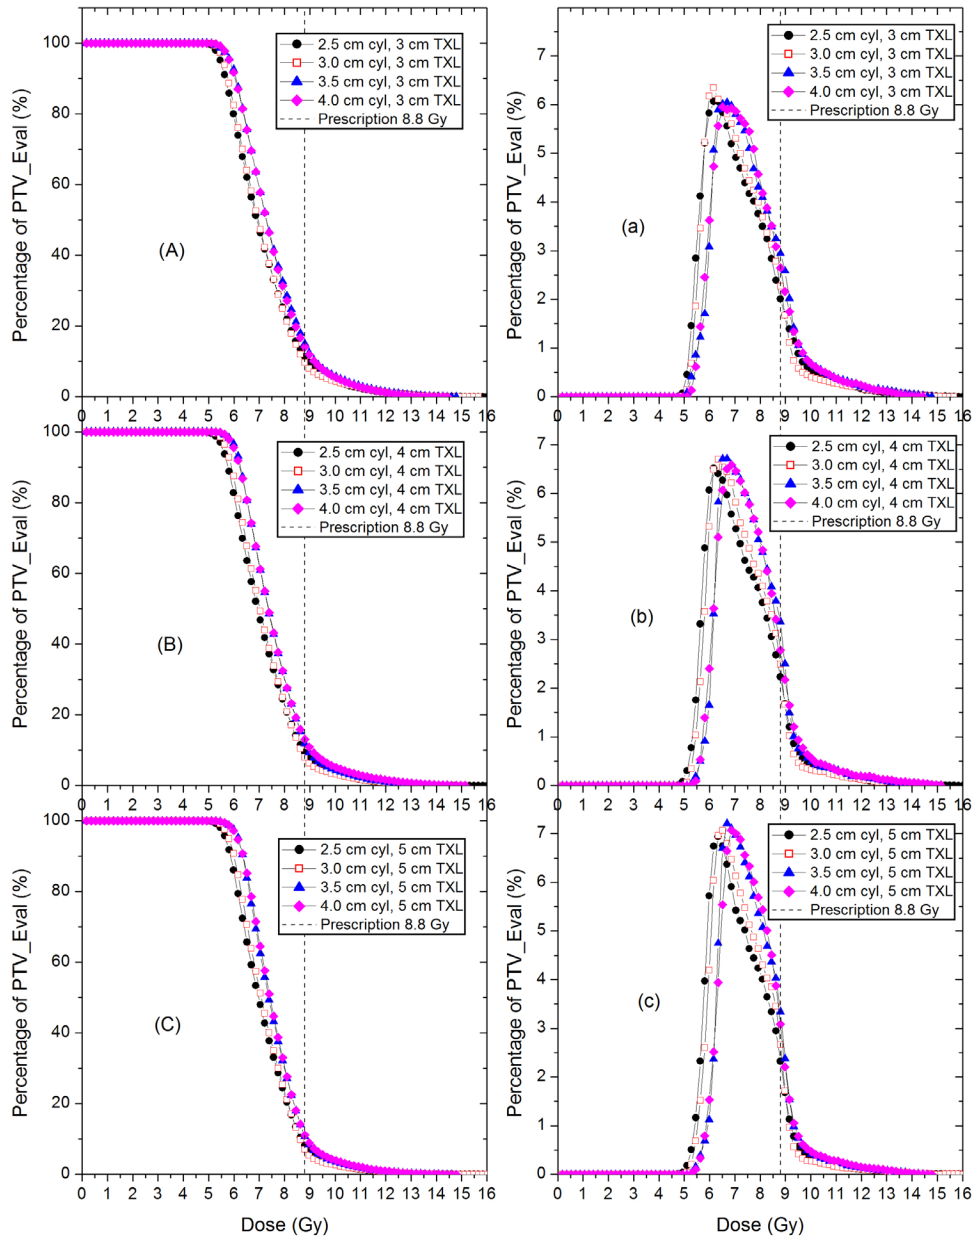 Percentage of PTV_Eval (%)
100
80
60
40
20
0
2.5 cm cyl, 3 cm TXL
3.0 cm cyl, 3 cm TXL
3.5 cm cyl, 3 cm TXL
4.0 cm cyl, 3 cm TXL
Prescription 8.8 Gy
(A)
0 1 2 3 4 5 6 7 8 9 10 11 12 13 14 15 16
Percentage of PTV_Eval (%)
7
6
5
4
3
2
1
0
2.5 cm cyl, 3 cm TXL
3.0 cm cyl, 3 cm TXL
3.5 cm cyl, 3 cm TXL
4.0 cm cyl, 3 cm TXL
Prescription 8.8 Gy
(a)
0 1 2 3 4 5 6 7 8 9 10 11 12 13 14 15 16
Percentage of PTV_Eval (%)
100
80
60
40
20
0
2.5 cm cyl, 4 cm TXL
3.0 cm cyl, 4 cm TXL
3.5 cm cyl, 4 cm TXL
4.0 cm cyl, 4 cm TXL
Prescription 8.8 Gy
(B)
0 1 2 3 4 5 6 7 8 9 10 11 12 13 14 15 16
Percentage of PTV_Eval (%)
7
6
5
4
3
2
1
0
2.5 cm cyl, 4 cm TXL
3.0 cm cyl, 4 cm TXL
3.5 cm cyl, 4 cm TXL
4.0 cm cyl, 4 cm TXL
Prescription 8.8 Gy
(b)
0 1 2 3 4 5 6 7 8 9 10 11 12 13 14 15 16
Percentage of PTV_Eval (%)
100
80
60
40
20
0
2.5 cm cyl, 5 cm TXL
3.0 cm cyl, 5 cm TXL
3.5 cm cyl, 5 cm TXL
4.0 cm cyl, 5 cm TXL
Prescription 8.8 Gy
(C)
0 1 2 3 4 5 6 7 8 9 10 11 12 13 14 15 16
Dose (Gy)
Percentage of PTV_Eval (%)
7
6
5
4
3
2
1
0
2.5 cm cyl, 5 cm TXL
3.0 cm cyl, 5 cm TXL
3.5 cm cyl, 5 cm TXL
4.0 cm cyl, 5 cm TXL
Prescription 8.8 Gy
(c)
0 1 2 3 4 5 6 7 8 9 10 11 12 13 14 15 16
Dose (Gy)